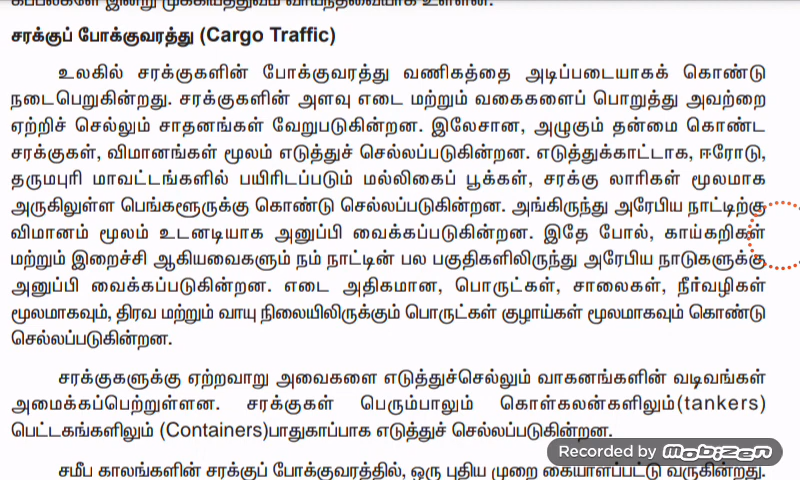 சரக்குப் போக்குவரத்து (Cargo Traffic)
உலகில் சரக்குகளின் போக்குவரத்து வணிகத்தை அடிப்படையாகக் கொண்டு
நடைபெறுகின்றது. சரக்குகளின் அளவு எடை மற்றும் வகைகளைப் பொறுத்து அவற்றை
ஏற்றிச் செல்லும் சாதனங்கள் வேறுபடுகின்றன. இலேசான, அழுகும் தன்மை கொண்ட
சரக்குகள், விமானங்கள் மூலம் எடுத்துச் செல்லப்படுகின்றன. எடுத்துக்காட்டாக, ஈரோடு,
தருமபுரி மாவட்டங்களில் பயிரிடப்படும் மல்லிகைப் பூக்கள், சரக்கு லாரிகள் மூலமாக
அருகிலுள்ள பெங்களூருக்கு கொண்டு செல்லப்படுகின்றன. அங்கிருந்து அரேபிய நாட்டிற்கு
விமானம் மூலம் உடனடியாக அனுப்பி வைக்கப்படுகின்றன. இதே போல், காய்கறிகள்
மற்றும் இறைச்சி ஆகியவைகளும் நம் நாட்டின் பல பகுதிகளிலிருந்து அரேபிய நாடுகளுக்கு
அனுப்பி வைக்கப்படுகின்றன. எடை அதிகமான, பொருட்கள், சாலைகள், நீர்வழிகள்
மூலமாகவும், திரவ மற்றும் வாயு நிலையிலிருக்கும் பொருட்கள் குழாய்கள் மூலமாகவும் கொண்டு
செல்லப்படுகின்றன.
சரக்குகளுக்கு ஏற்றவாறு அவைகளை எடுத்துச்செல்லும் வாகனங்களின் வடிவங்கள்
அமைக்கப்பெற்றுள்ளன. சரக்குகள் பெரும்பாலும் கொள்கலன்களிலும்(tankers)
பெட்டகங்களிலும் (Containers)பாதுகாப்பாக எடுத்துச் செல்லப்படுகின்றன.
Recorded by MOBIZEN
சமீப காலங்களின் சரக்குப் போக்குவரத்தில், ஒரு புதிய முறை கையாளப்பட்டு வருகின்றது.